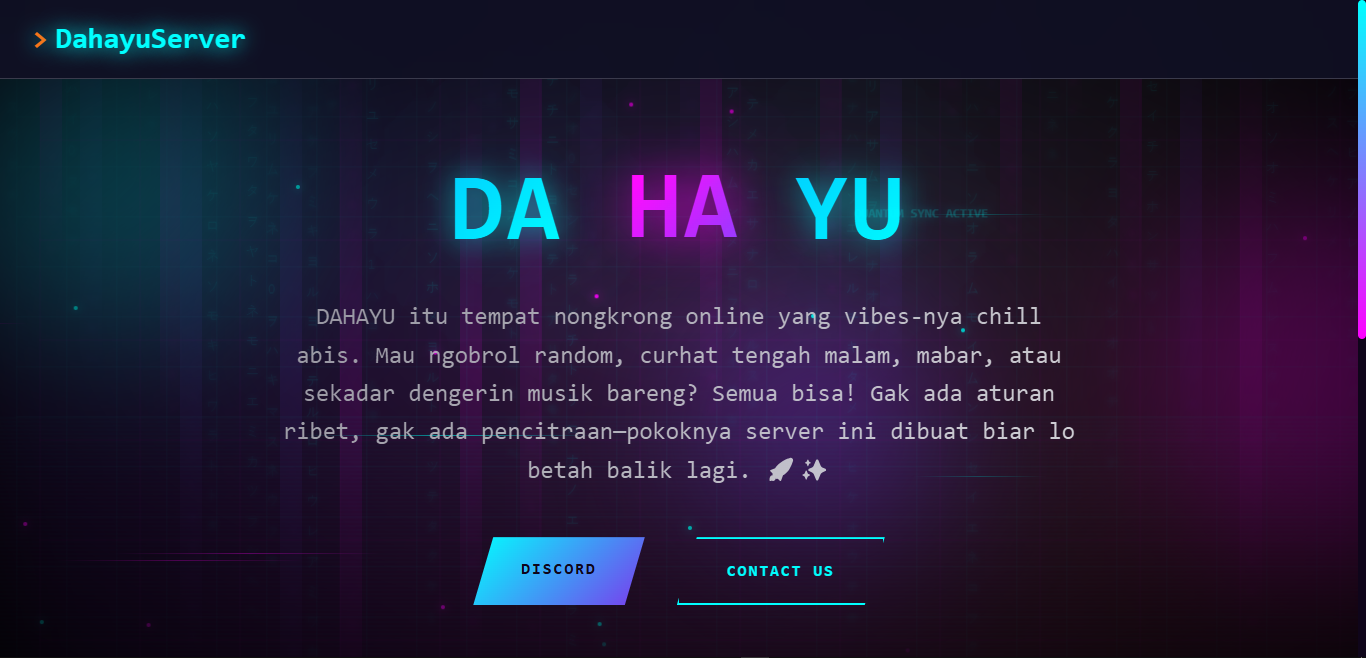 DahayuServer
DA HA YU
SYNC ACTIVE
DAHAYU itu tempat nongkrong online yang vibes-nya chill
abis. Mau ngobrol random, curhat tengah malam, mabar, atau
sekadar dengerin musik bareng? Semua bisa! Gak ada aturan
ribet, gak ada pencitraan—pokoknya server ini dibuat biar lo
betah balik lagi. 🚀 ✨
DISCORD
CONTACT US